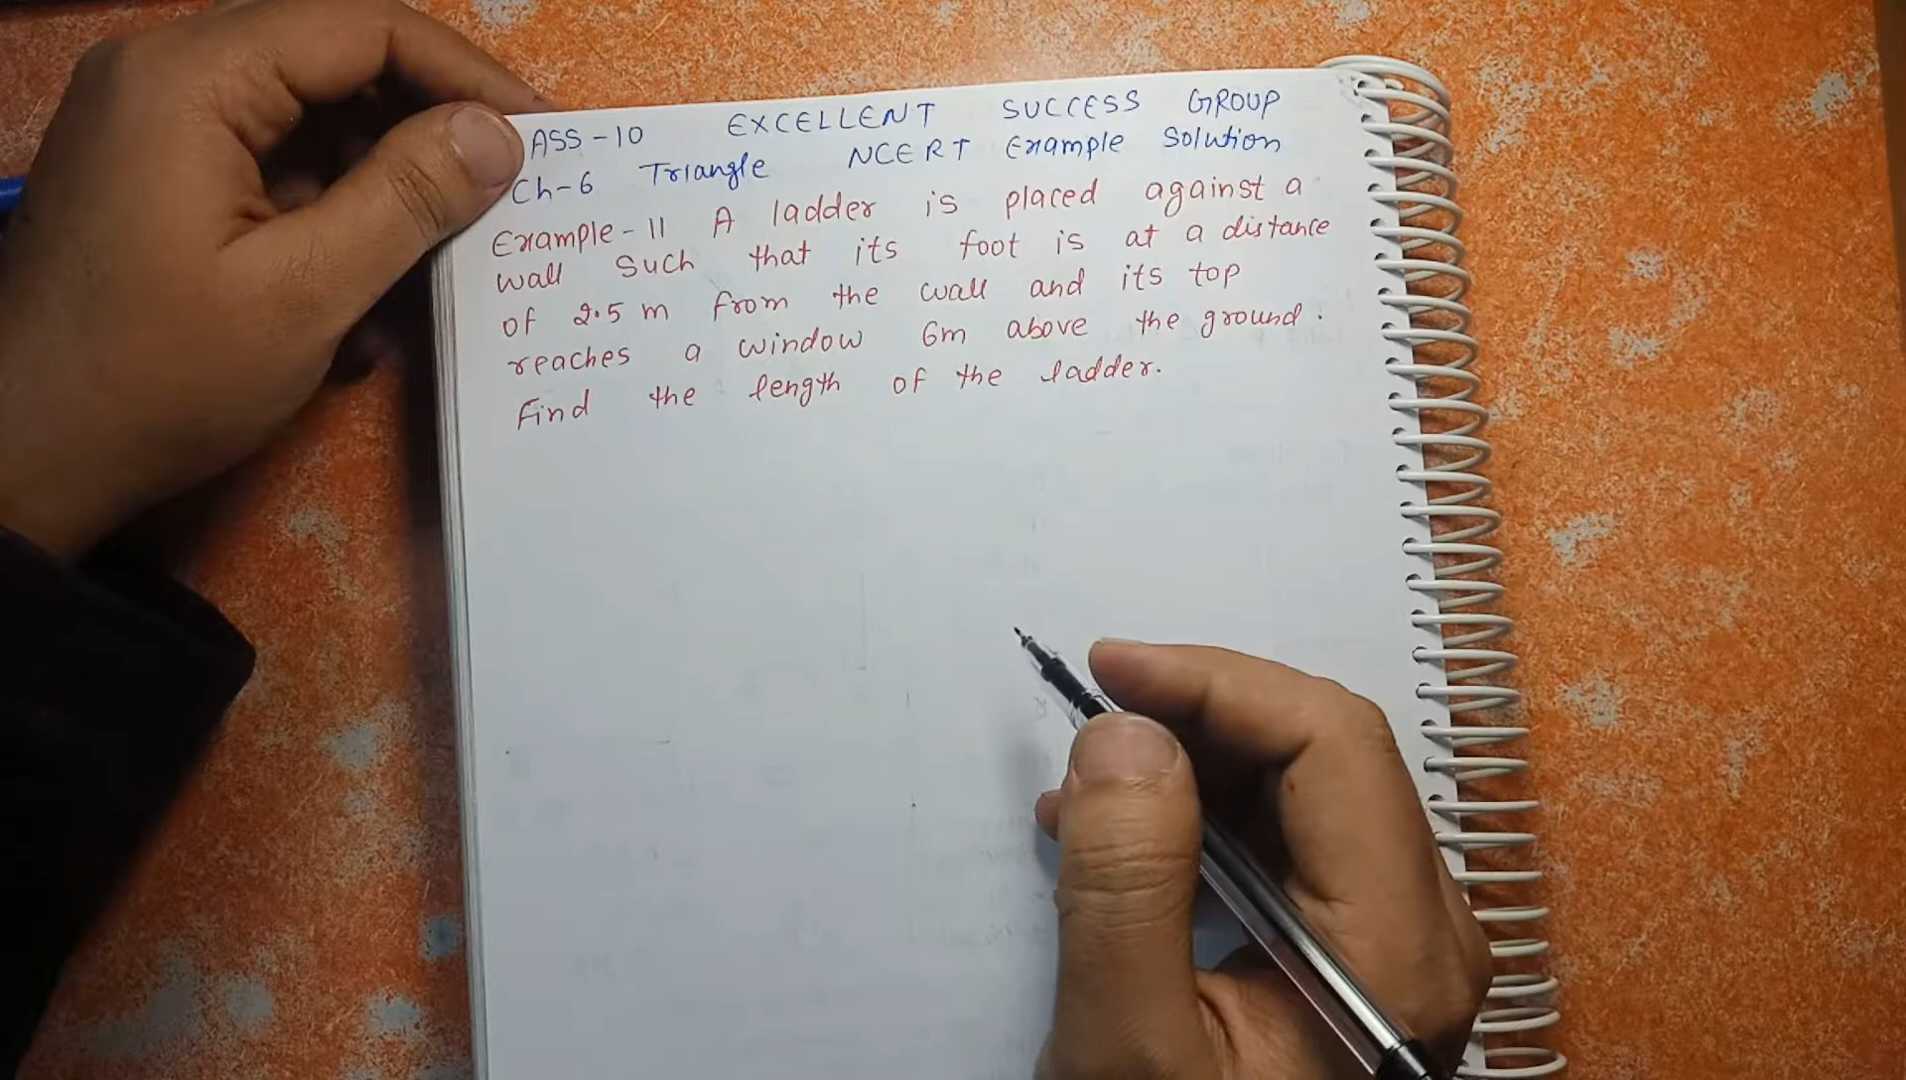 ASS-10 EXCELLENT SUCCESS GROUP
Ch-6 Triangle NCERT Example Solution
Example-11 A ladder is placed against a
wall Such that its foot is at a distance
of 2.5 m from the wall and its top
reaches a window 6m above the ground.
Find the length of the ladder.